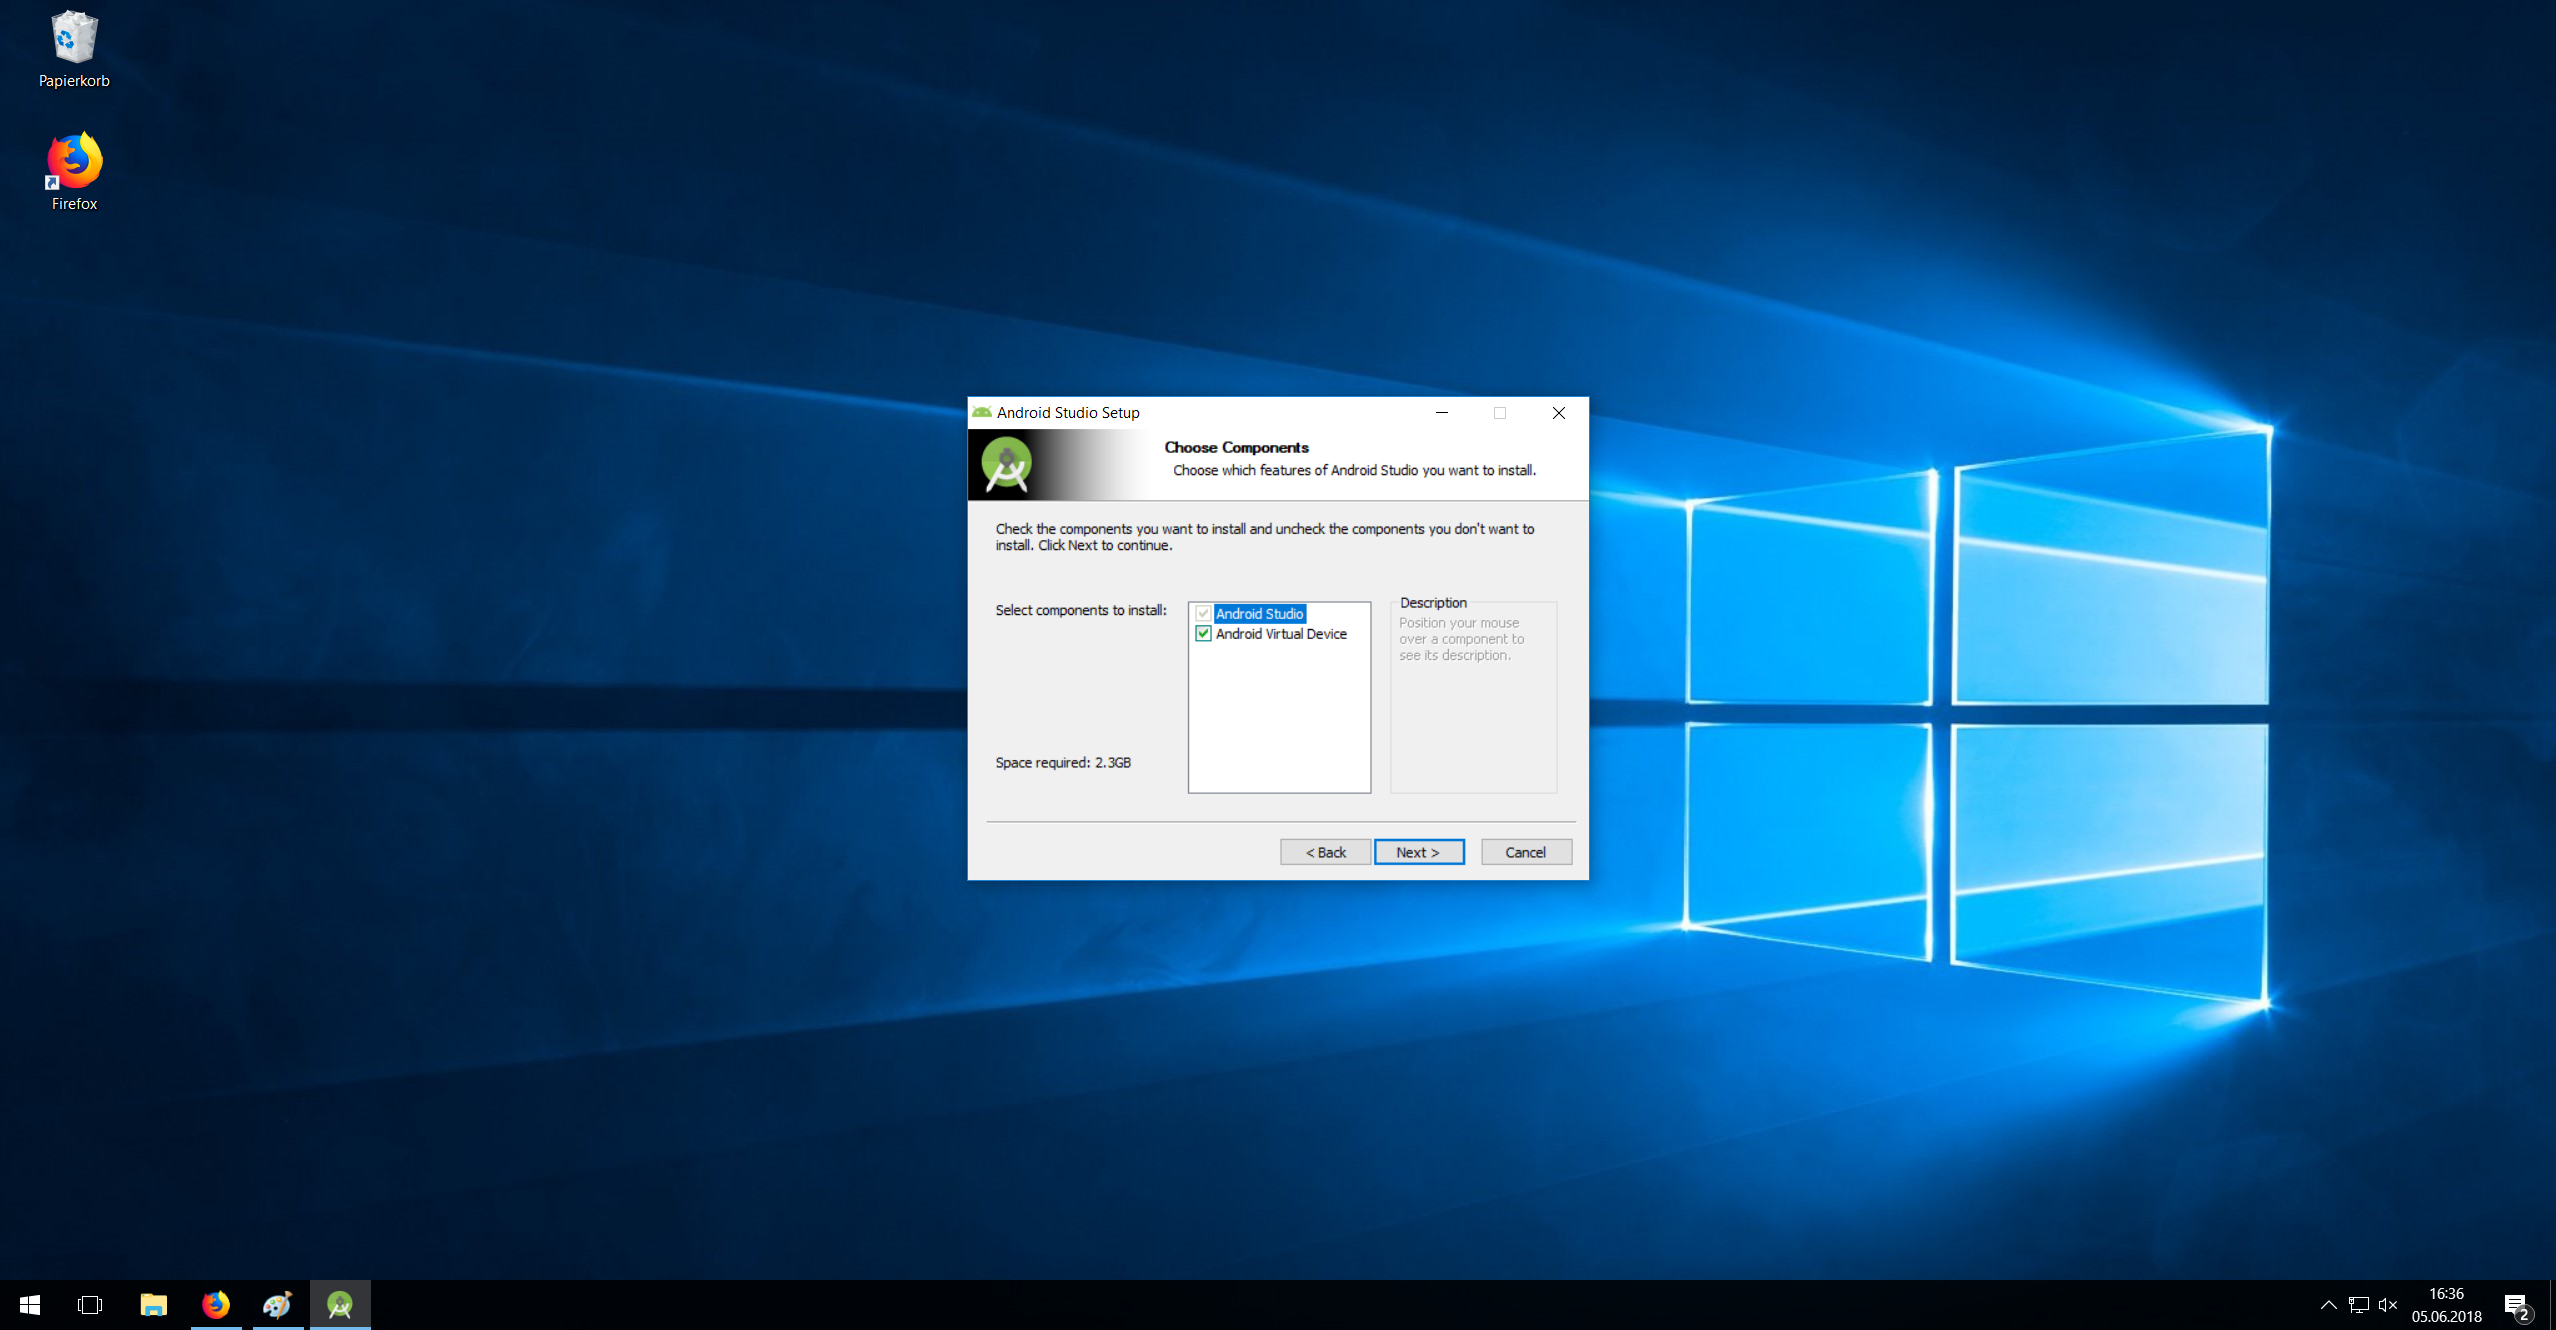 Papierkorb
Firefox
Android Studio Setup
Choose Components
Choose which features of Android Studio you want to install.
Check the components you want to install and uncheck the components you don't want to
install. Click Next to continue.
Select components to install:
Android Studio
Android Virtual Device
Description
Position your mouse
over a component to
see its description.
Space required: 2.3GB
< Back
Next >
Cancel
16:36
05.06.2018
2